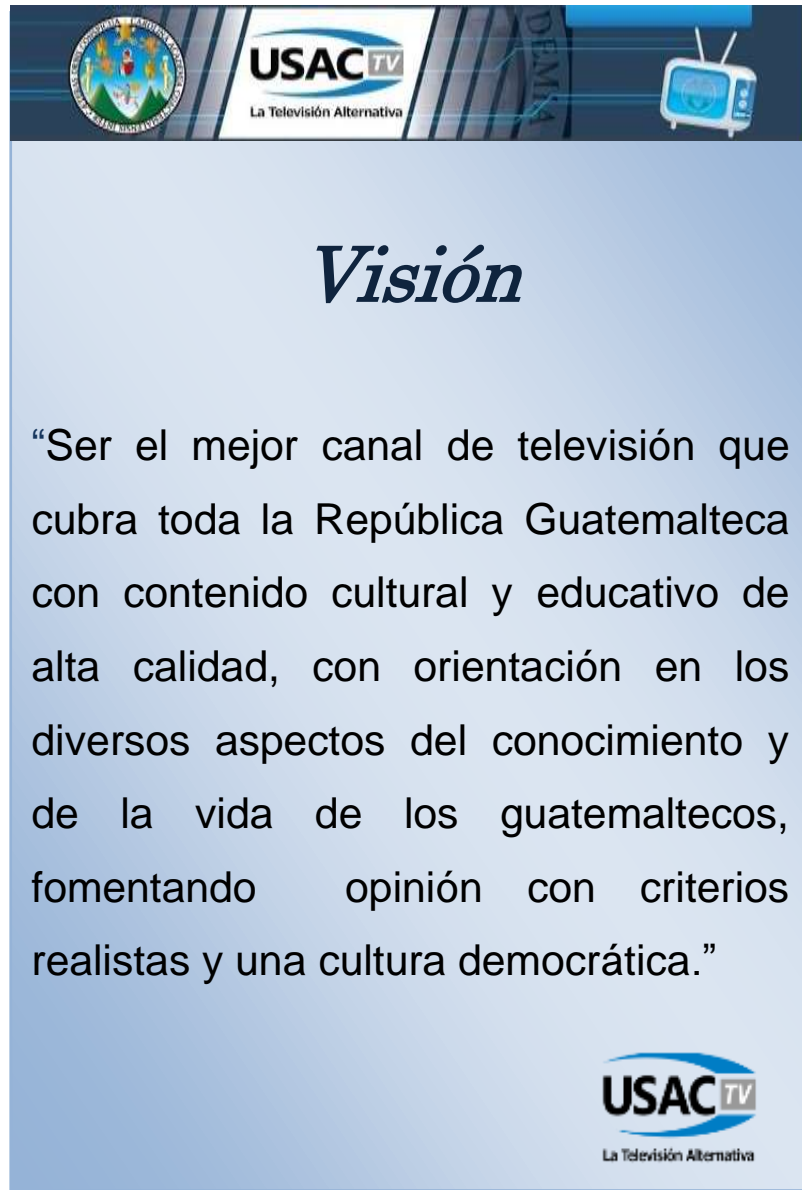 USAC TV
La Televisión Alternativa
Visión
“Ser el mejor canal de televisión que
cubra toda la República Guatemalteca
con contenido cultural y educativo de
alta calidad, con orientación en los
diversos aspectos del conocimiento y
de la vida de los guatemaltecos,
fomentando opinión con criterios
realistas y una cultura democrática.”
USAC TV
La Televisión Alternativa